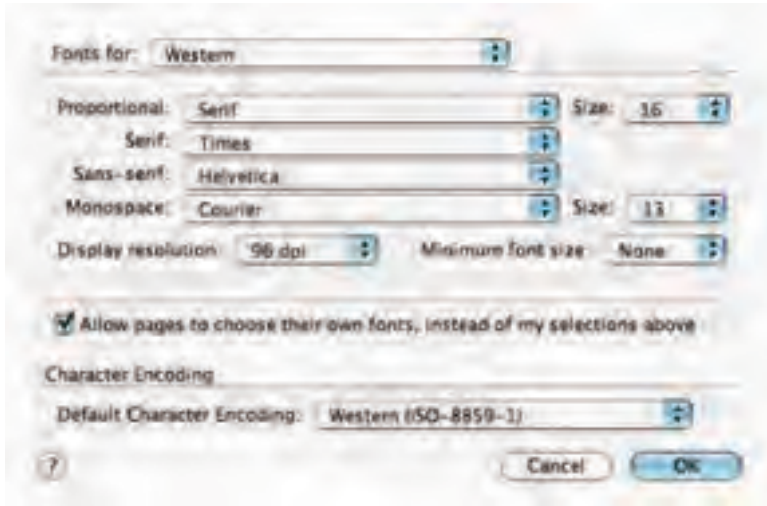 Fonts for: Western
Proportional: Serif Size: 16
Serif: Times
Sans-serif: Helvetica
Monospace: Courier Size: 13
Display resolution 96 dpi Minimum font size None
Allow pages to choose their own fonts, instead of my selections above
Character Encoding
Default Character Encoding: Western (ISO-8859-1)
? Cancel OK